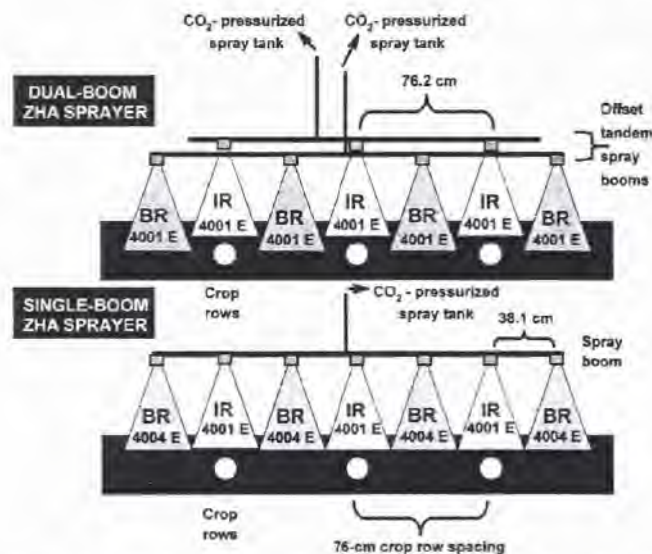 CO2- pressurized
spray tank
CO2- pressurized
spray tank
DUAL-BOOM
ZHA SPRAYER
76.2 cm
Offset
tandem
spray
booms
BR
4001 E
IR
4001 E
BR
4001 E
IR
4001 E
BR
4001 E
IR
4001 E
BR
4001 E
Crop
rows
SINGLE-BOOM
ZHA SPRAYER
CO2- pressurized
spray tank
38.1 cm
Spray
boom
BR
4004 E
IR
4001 E
BR
4004 E
IR
4001 E
BR
4004 E
IR
4001 E
BR
4004 E
Crop
rows
76-cm crop row spacing